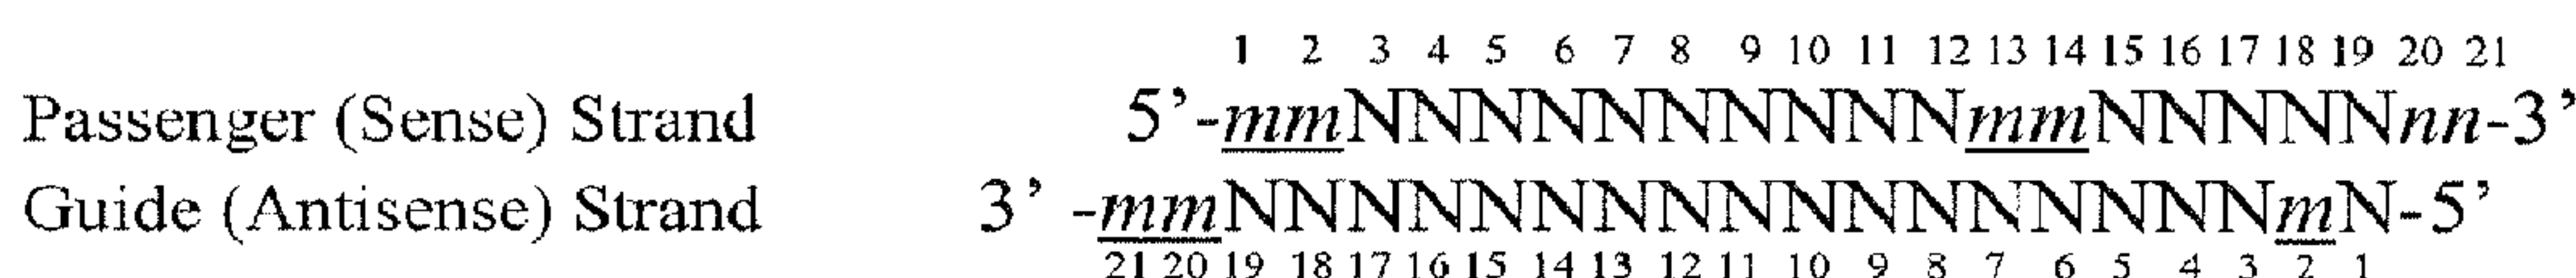 1 2 3 4 5 6 7 8 9 10 11 12 13 14 15 16 17 18 19 20 21
Passenger (Sense) Strand 5’-mmNNNNNNNNNNmmNNNNNnn-3’
Guide (Antisense) Strand 3’ -mmNNNNNNNNNNNNNNNNNmN-5’
21 20 19 18 17 16 15 14 13 12 11 10 9 8 7 6 5 4 3 2 1